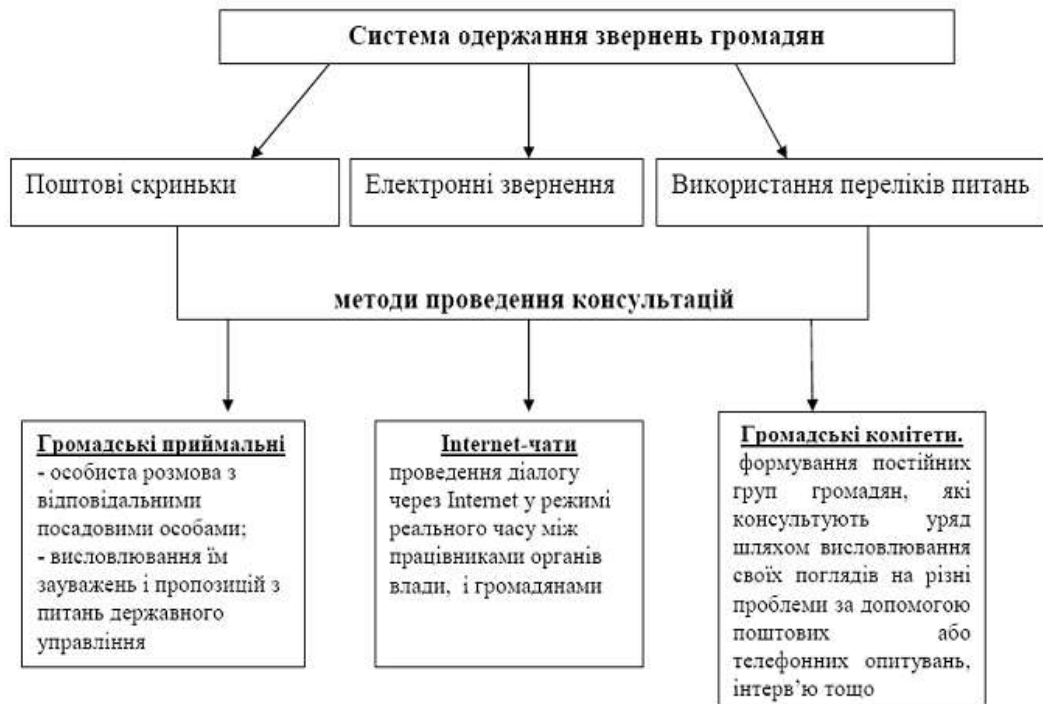 Система одержання звернень громадян
Поштові скриньки
Електронні звернення
Використання переліків питань
методи проведення консультацій
Громадські приймальні
- особиста розмова з
відповідальними
посадовими особами;
- висловлювання їм
зауважень і пропозицій з
питань державного
управління
Internet-чати
проведення діалогу
через Internet у режимі
реального часу між
працівниками органів
влади, і громадянами
Громадські комітети.
формування постійних
груп громадян, які
консультують уряд
шляхом висловлювання
своїх поглядів на різні
проблеми за допомогою
поштових або
телефонних опитувань,
інтерв’ю тощо